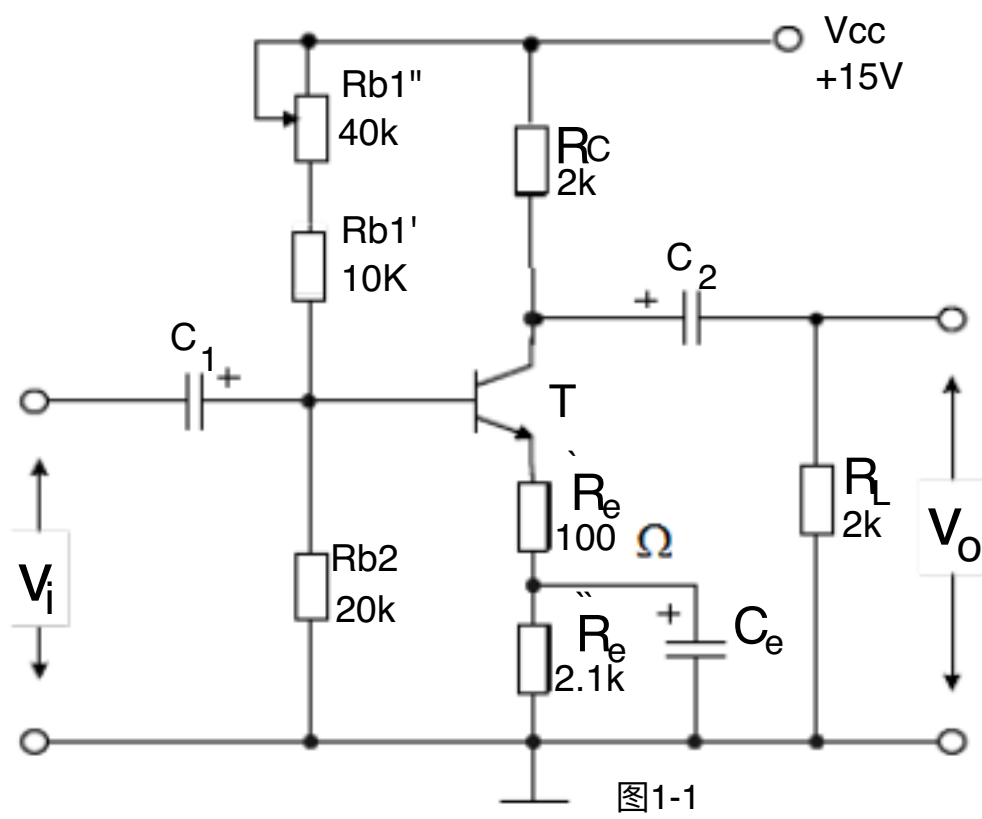 Vcc
+15V
Rb1"
40k
RC
2k
Rb1'
10K
C2
+
C1
+
T
`
Re
100 Ω
RL
2k
Vo
Vi
Rb2
20k
``
Re
2.1k
+
Ce
图1-1